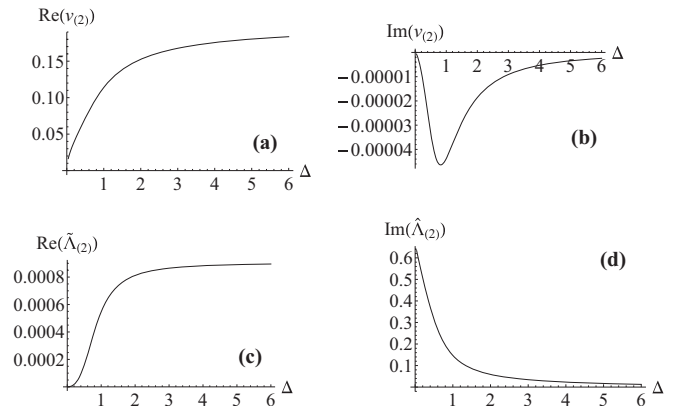 Re(ν(2))
0.15
0.10
0.05
1 2 3 4 5 6 Δ
(a)
Im(ν(2))
1 2 3 4 5 6 Δ
−0.00001
−0.00002
−0.00003
−0.00004
(b)
Re(Λ̃(2))
0.0008
0.0006
0.0004
0.0002
1 2 3 4 5 6 Δ
(c)
Im(Λ̂(2))
0.6
0.5
0.4
0.3
0.2
0.1
1 2 3 4 5 6 Δ
(d)